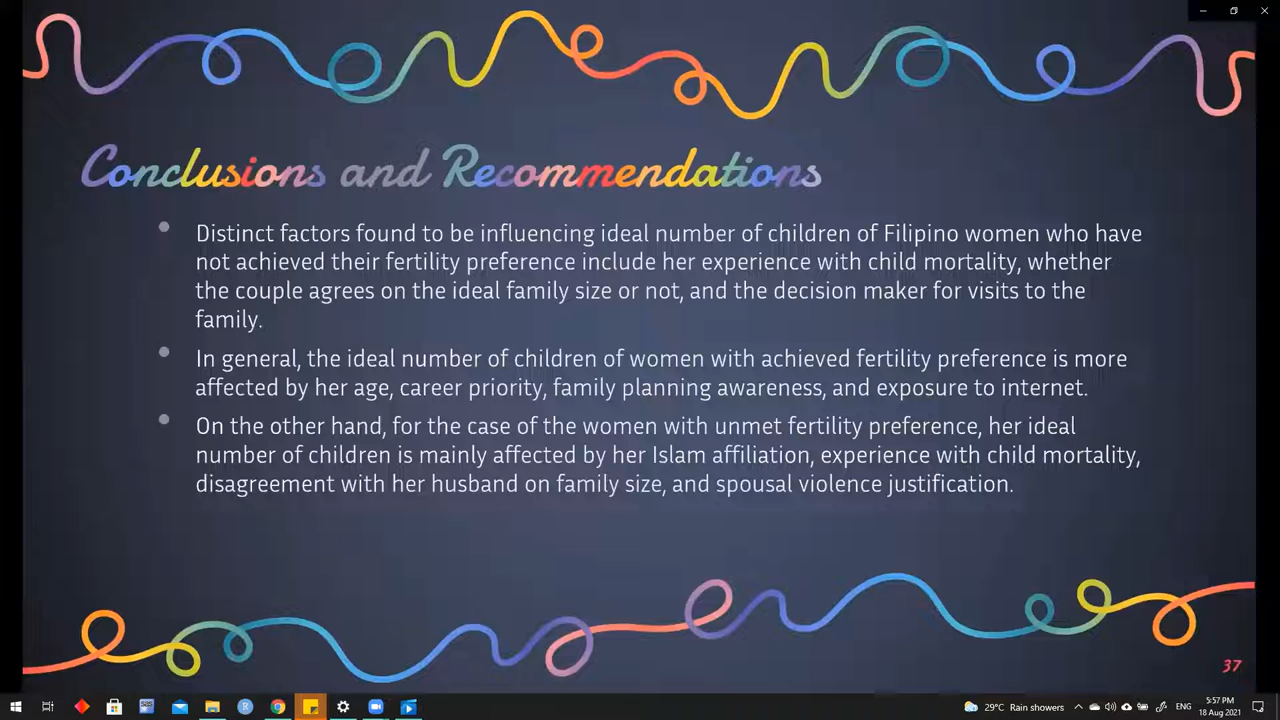 Conclusions and Recommendations
Distinct factors found to be influencing ideal number of children of Filipino women who have
not achieved their fertility preference include her experience with child mortality, whether
the couple agrees on the ideal family size or not, and the decision maker for visits to the
family.
In general, the ideal number of children of women with achieved fertility preference is more
affected by her age, career priority, family planning awareness, and exposure to internet.
On the other hand, for the case of the women with unmet fertility preference, her ideal
number of children is mainly affected by her Islam affiliation, experience with child mortality,
disagreement with her husband on family size, and spousal violence justification.
37
29°C Rain showers
ENG
5:57 PM
18 Aug 2021